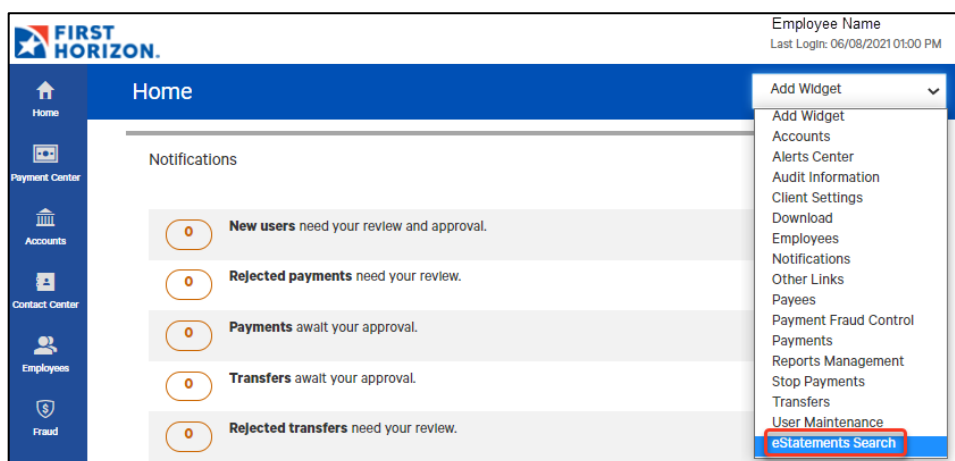 FIRST
HORIZON.
Employee Name
Last Login: 06/08/2021 01:00 PM
Home
Home
Add Widget
Payment Center
Accounts
Contact Center
Employees
Fraud
Notifications
0 New users need your review and approval.
0 Rejected payments need your review.
0 Payments await your approval.
0 Transfers await your approval.
0 Rejected transfers need your review.
Add Widget
Accounts
Alerts Center
Audit Information
Client Settings
Download
Employees
Notifications
Other Links
Payees
Payment Fraud Control
Payments
Reports Management
Stop Payments
Transfers
User Maintenance
eStatements Search